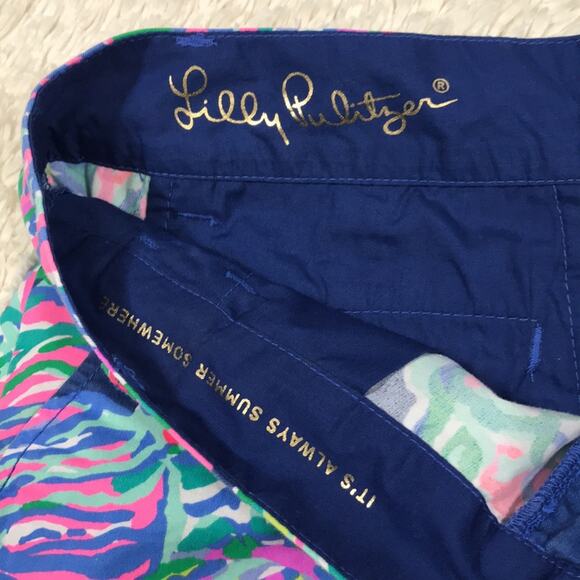 Lilly Pulitzer®
IT'S ALWAYS SUMMER SOMEWHERE